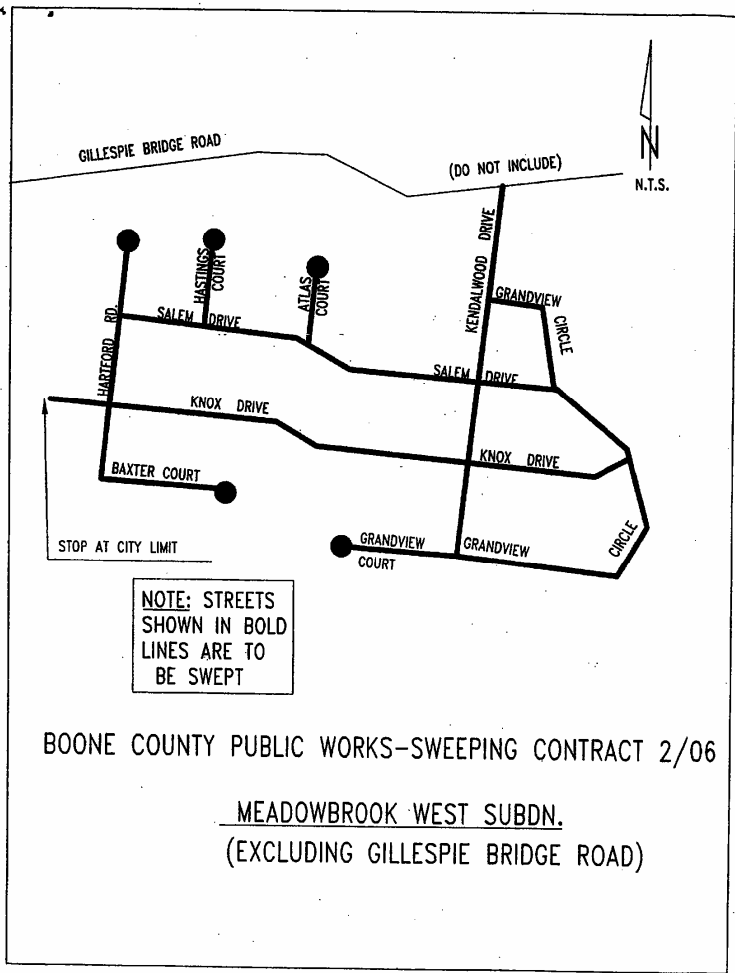 GILLESPIE BRIDGE ROAD
(DO NOT INCLUDE)
N
N.T.S.
HASTINGS
COURT
ATLAS
COURT
KENDALWOOD DRIVE
GRANDVIEW
CIRCLE
HARTFORD RD.
SALEM DRIVE
SALEM DRIVE
KNOX DRIVE
KNOX DRIVE
BAXTER COURT
STOP AT CITY LIMIT
GRANDVIEW
COURT
GRANDVIEW
CIRCLE
NOTE: STREETS
SHOWN IN BOLD
LINES ARE TO
BE SWEPT
BOONE COUNTY PUBLIC WORKS-SWEEPING CONTRACT 2/06
MEADOWBROOK WEST SUBDN.
(EXCLUDING GILLESPIE BRIDGE ROAD)